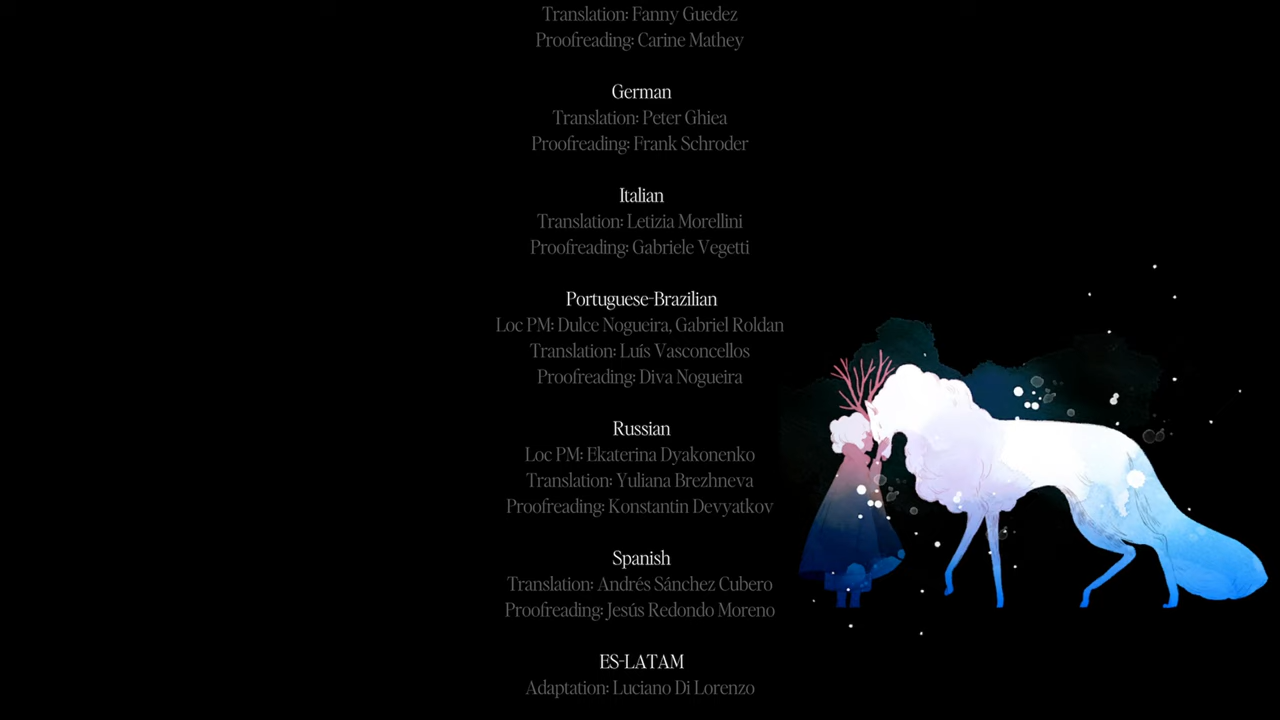 Translation: Fanny Guedez
Proofreading: Carine Mathey
German
Translation: Peter Ghiea
Proofreading: Frank Schroder
Italian
Translation: Letizia Morellini
Proofreading: Gabriele Vegetti
Portuguese-Brazilian
Loc PM: Dulce Nogueira, Gabriel Roldan
Translation: Luís Vasconcellos
Proofreading: Diva Nogueira
Russian
Loc PM: Ekaterina Dyakonenko
Translation: Yuliana Brezhneva
Proofreading: Konstantin Devyatkov
Spanish
Translation: Andrés Sánchez Cubero
Proofreading: Jesús Redondo Moreno
ES-LATAM
Adaptation: Luciano Di Lorenzo